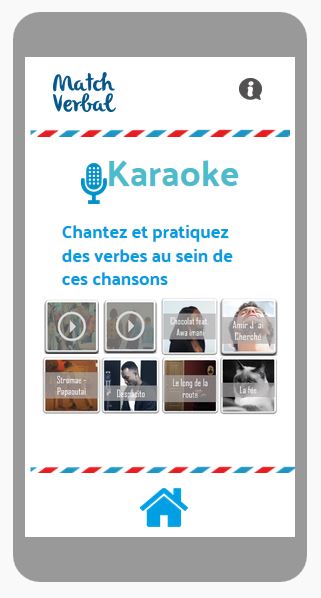 Match
Verbal
Karaoke
Chantez et pratiquez
des verbes au sein de
ces chansons
Chocolat feat.
Awa imani
Amir J' ai
Cherché
Stromae -
Papaoutai
Despacito
Le long de la
route
La fée